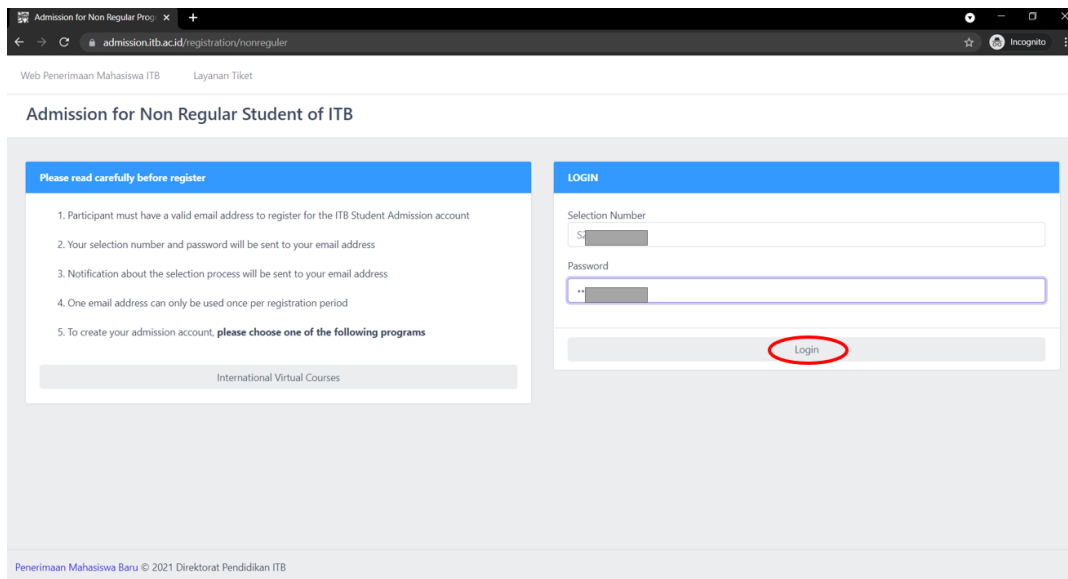 Admission for Non Regular Prog
admission.itb.ac.id/registration/nonreguler
Incognito
Web Penerimaan Mahasiswa ITB
Layanan Tiket
Admission for Non Regular Student of ITB
Please read carefully before register
1. Participant must have a valid email address to register for the ITB Student Admission account
2. Your selection number and password will be sent to your email address
3. Notification about the selection process will be sent to your email address
4. One email address can only be used once per registration period
5. To create your admission account, please choose one of the following programs
International Virtual Courses
LOGIN
Selection Number
Password
Login
Penerimaan Mahasiswa Baru © 2021 Direktorat Pendidikan ITB